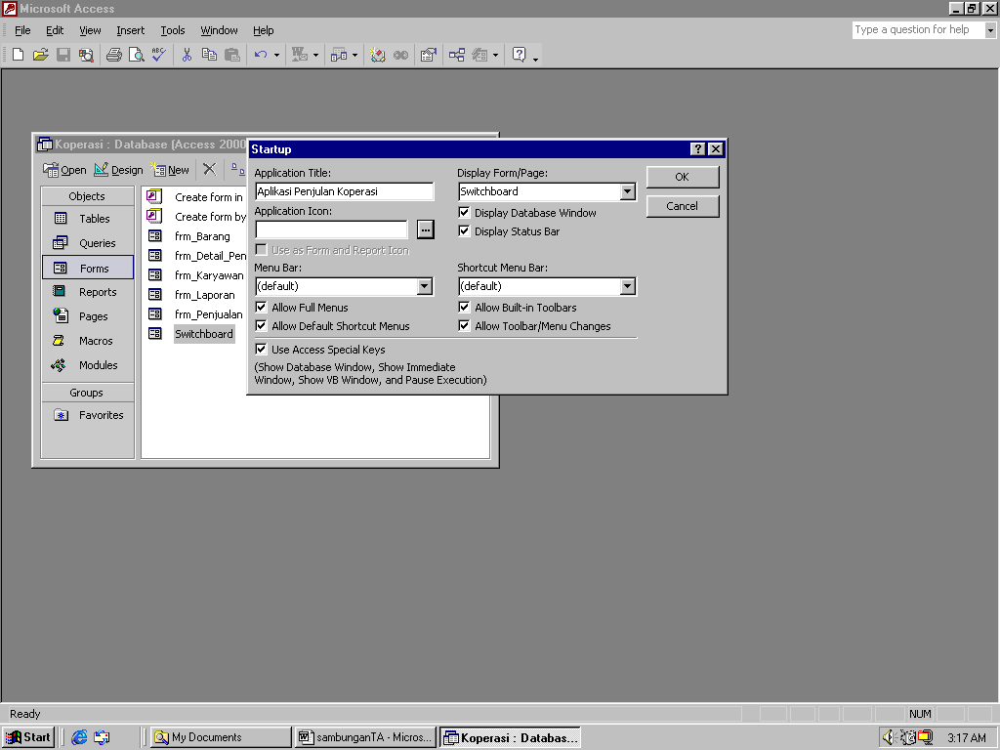 Microsoft Access
File Edit View Insert Tools Window Help
Type a question for help
Koperasi : Database (Access 2000
Open Design New
Objects
Tables
Queries
Forms
Reports
Pages
Macros
Modules
Groups
Favorites
Create form in
Create form by
frm_Barang
frm_Detail_Pen
frm_Karyawan
frm_Laporan
frm_Penjualan
Switchboard
Startup
Application Title:
Aplikasi Penjulan Koperasi
Application Icon:
...
Use as Form and Report Icon
Menu Bar:
(default)
Allow Full Menus
Allow Default Shortcut Menus
Display Form/Page:
Switchboard
Display Database Window
Display Status Bar
Shortcut Menu Bar:
(default)
Allow Built-in Toolbars
Allow Toolbar/Menu Changes
Use Access Special Keys
(Show Database Window, Show Immediate
Window, Show VB Window, and Pause Execution)
OK
Cancel
Ready
NUM
Start
My Documents
sambunganTA - Micros...
Koperasi : Databas...
3:17 AM